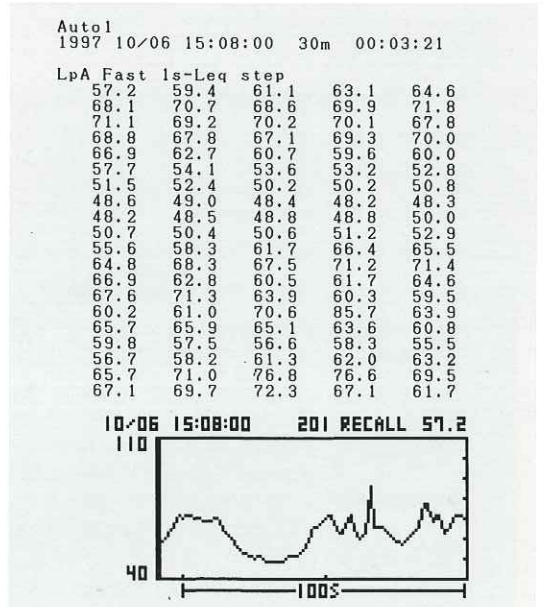 Auto1
1997 10/06 15:08:00 30m 00:03:21
LpA Fast 1s-Leq step
57.2 59.4 61.1 63.1 64.6
68.1 70.7 68.6 69.9 71.8
71.1 69.2 70.2 70.1 67.8
68.8 67.8 67.1 69.3 70.0
66.9 62.7 60.7 59.6 60.0
57.7 54.1 53.6 53.2 52.8
51.5 52.4 50.2 50.2 50.8
48.6 49.0 48.4 48.2 48.3
48.2 48.5 48.8 48.8 50.0
50.7 50.4 50.6 51.2 52.9
55.6 58.3 61.7 66.4 65.5
64.8 68.3 67.5 71.2 71.4
66.9 62.8 60.5 61.7 64.6
67.6 71.3 63.9 60.3 59.5
60.2 61.0 70.6 85.7 63.9
65.7 65.9 65.1 63.6 60.8
59.8 57.5 56.6 58.3 55.5
56.7 58.2 61.3 62.0 63.2
65.7 71.0 76.8 76.6 69.5
67.1 69.7 72.3 67.1 61.7
10/06 15:08:00 201 RECALL 57.2
110
40
100S